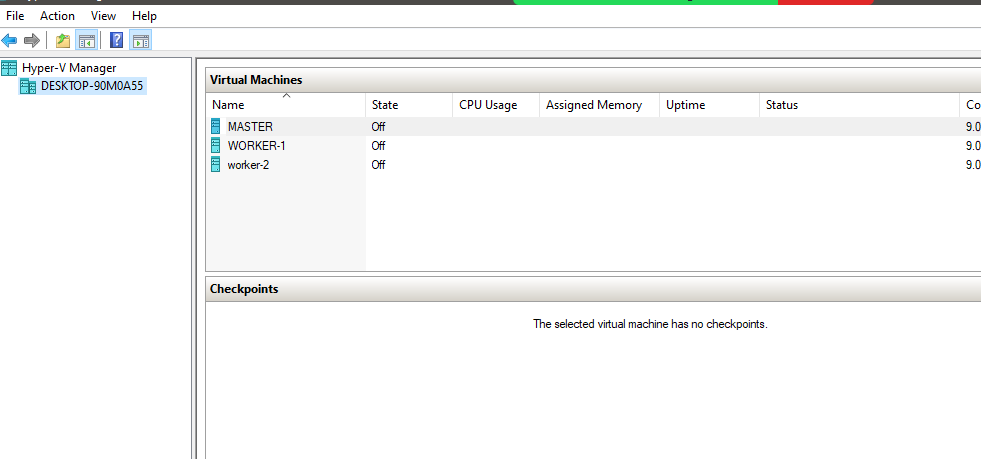 File Action View Help
Hyper-V Manager
DESKTOP-90M0A55
Virtual Machines
Name State CPU Usage Assigned Memory Uptime Status Co
MASTER Off 9.0
WORKER-1 Off 9.0
worker-2 Off 9.0
Checkpoints
The selected virtual machine has no checkpoints.